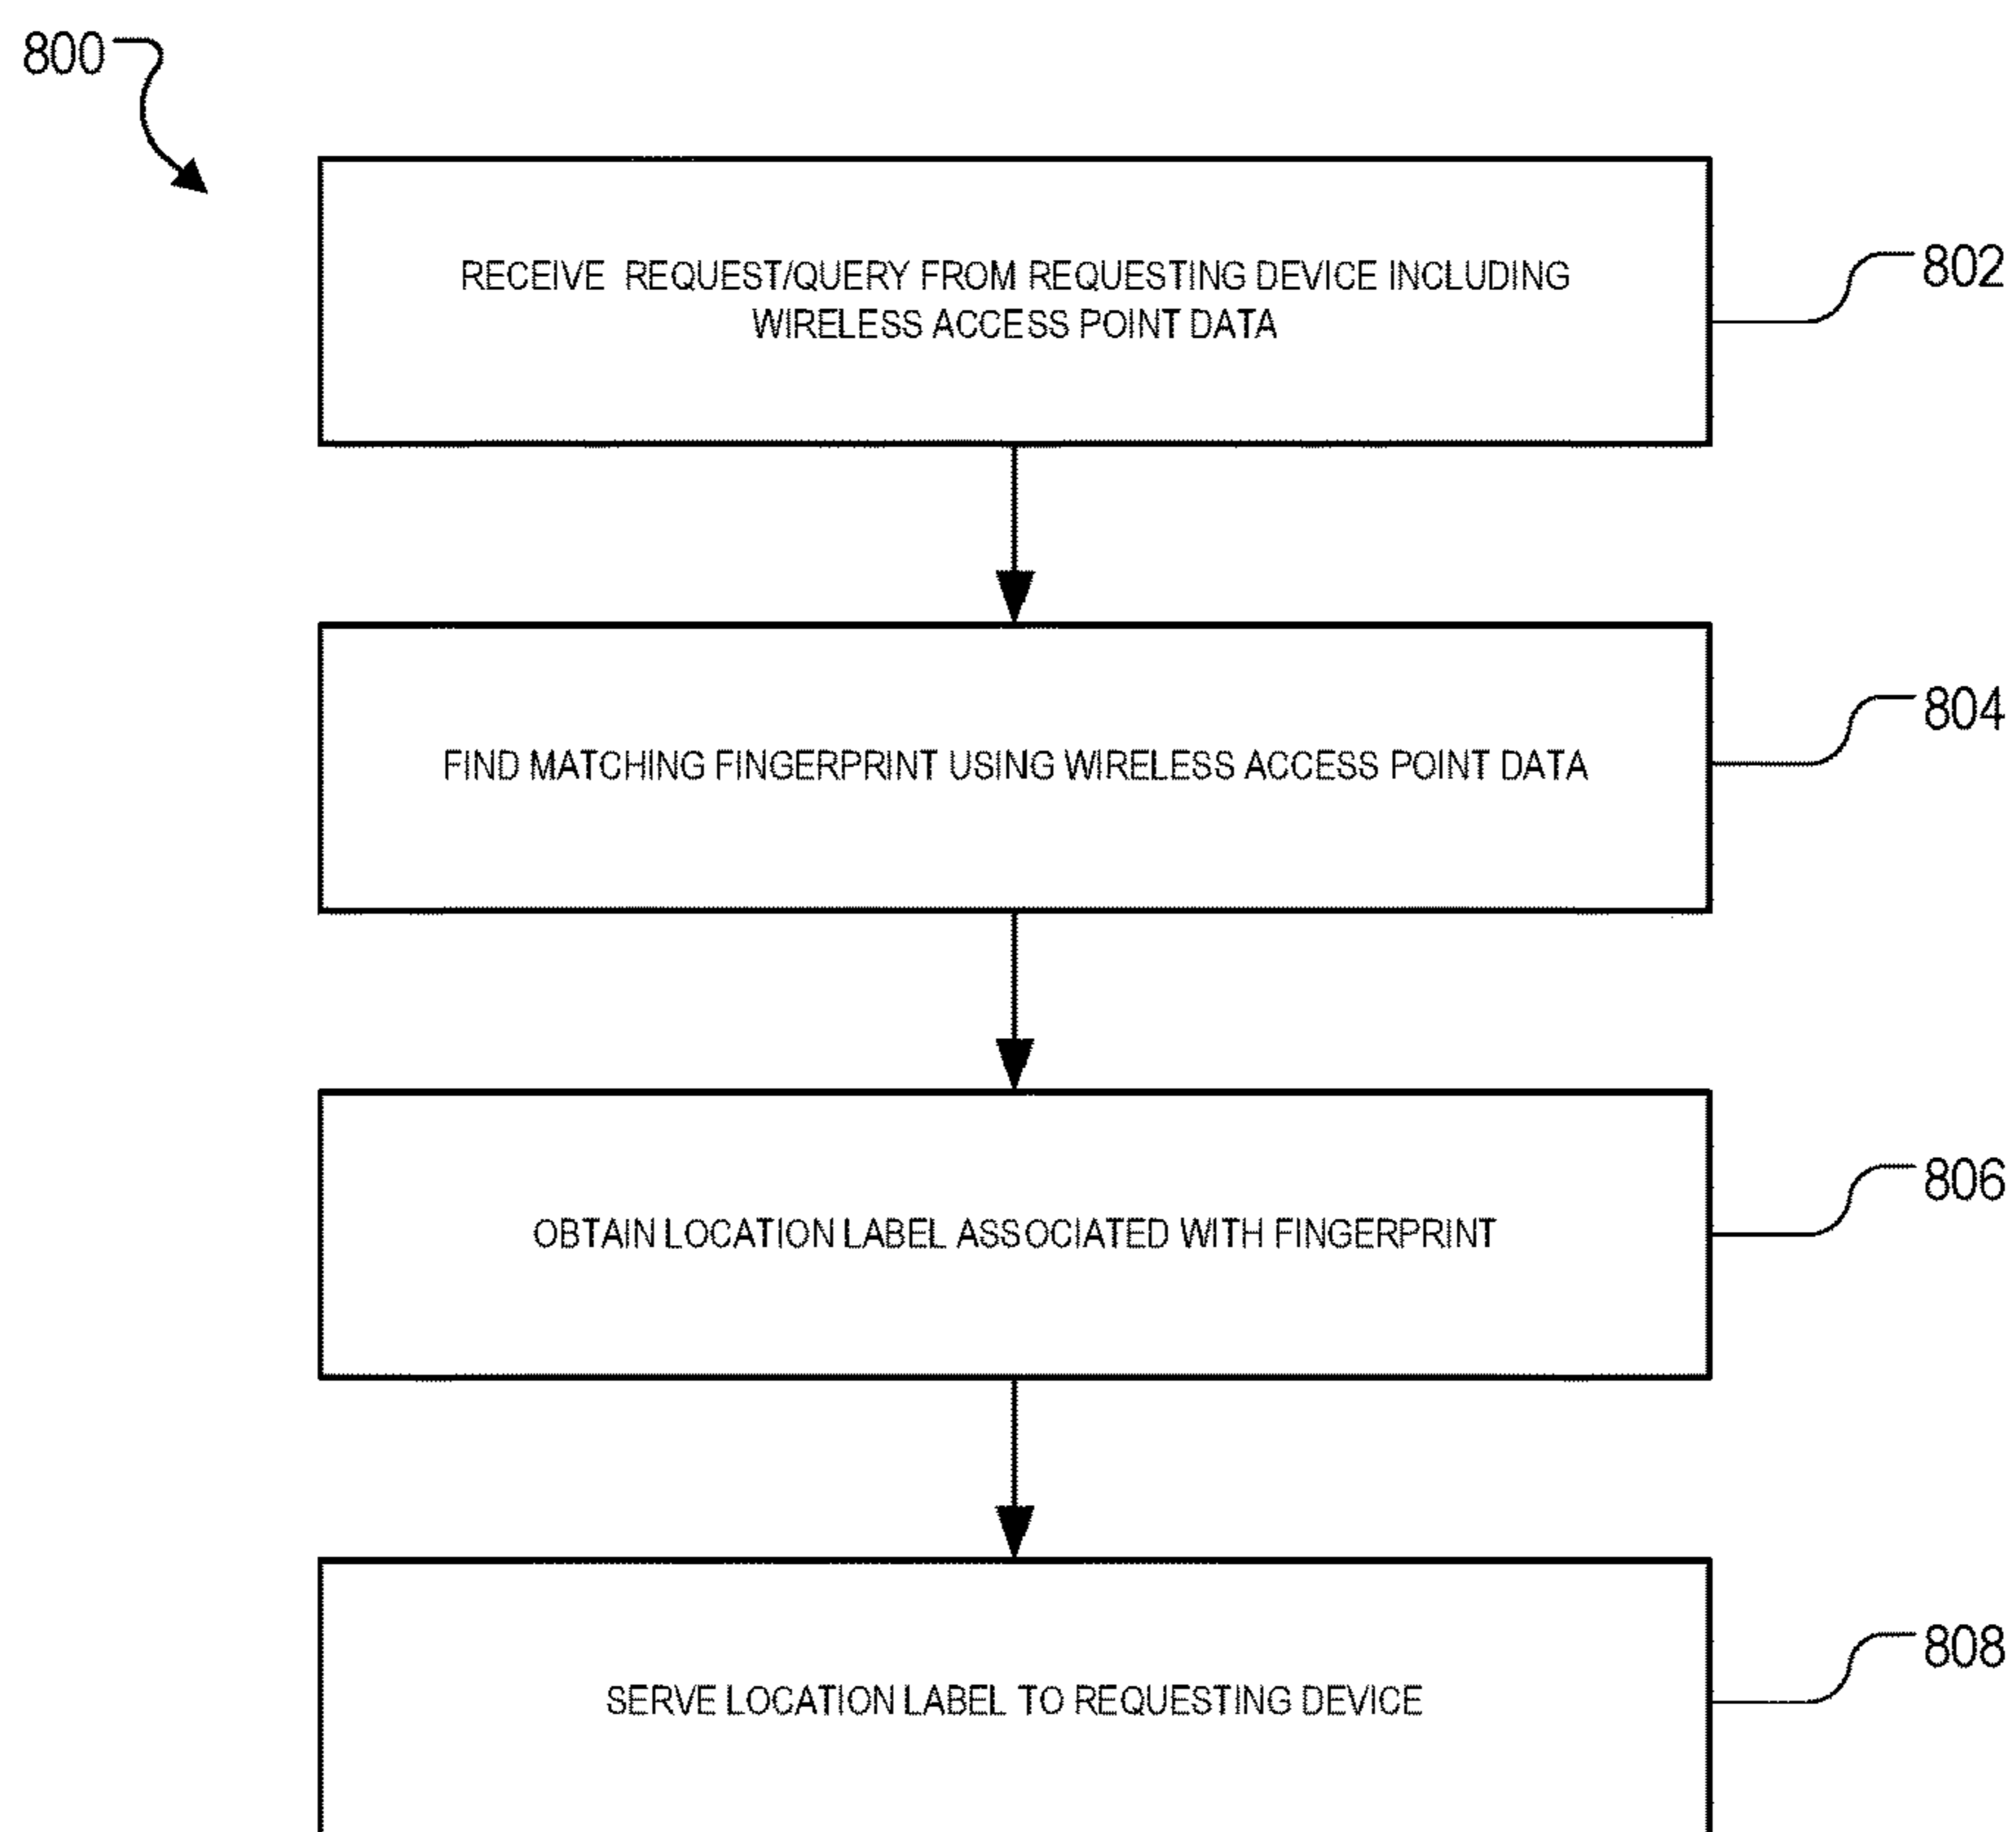 800
RECEIVE REQUEST/QUERY FROM REQUESTING DEVICE INCLUDING
WIRELESS ACCESS POINT DATA
802
FIND MATCHING FINGERPRINT USING WIRELESS ACCESS POINT DATA
804
OBTAIN LOCATION LABEL ASSOCIATED WITH FINGERPRINT
806
SERVE LOCATION LABEL TO REQUESTING DEVICE
808